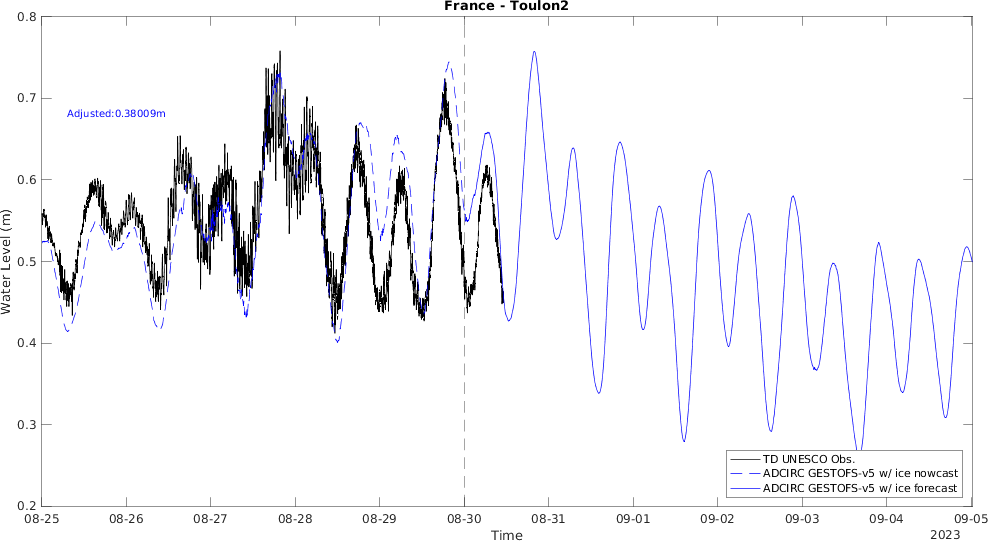 France - Toulon2
0.8
0.7
0.6
0.5
0.4
0.3
0.2
Water Level (m)
Adjusted:0.38009m
TD UNESCO Obs.
ADCIRC GESTOFS-v5 w/ ice nowcast
ADCIRC GESTOFS-v5 w/ ice forecast
08-25 08-26 08-27 08-28 08-29 08-30 08-31 09-01 09-02 09-03 09-04 09-05
Time
2023